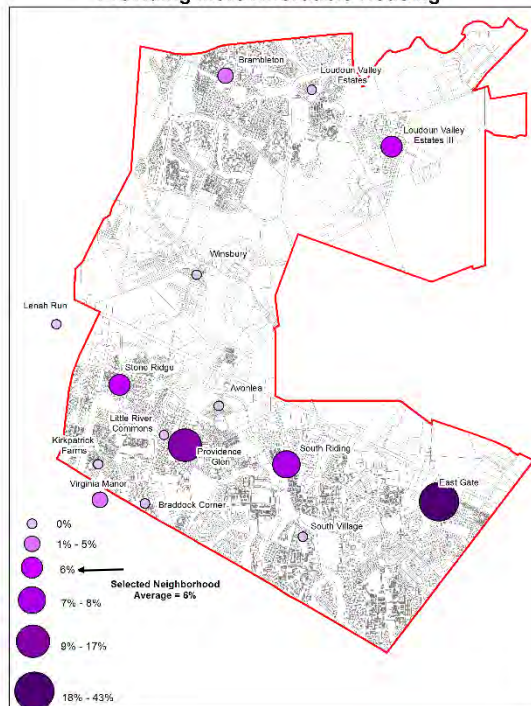 Brambleton
Loudoun Valley
Estates
Loudoun Valley
Estates III
Winsbury
Lenah Run
Stone Ridge
Avonlea
Little River
Commons
Kirkpatrick
Farms
Providence
Glen
South Riding
Virginia Manor
East Gate
Braddock Corner
South Village
0%
1% - 5%
6%
Selected Neighborhood
Average = 6%
7% - 8%
9% - 17%
18% - 43%